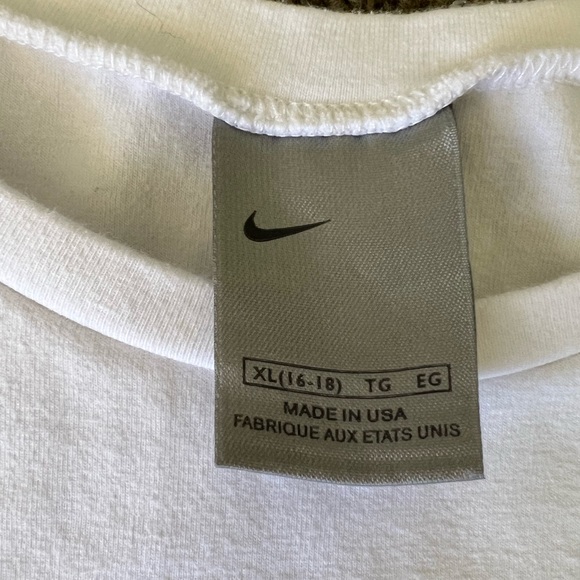 XL(16-18) TG EG
MADE IN USA
FABRIQUE AUX ETATS UNIS